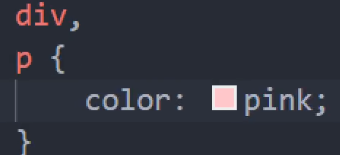 div,
p {
    color: pink;
}